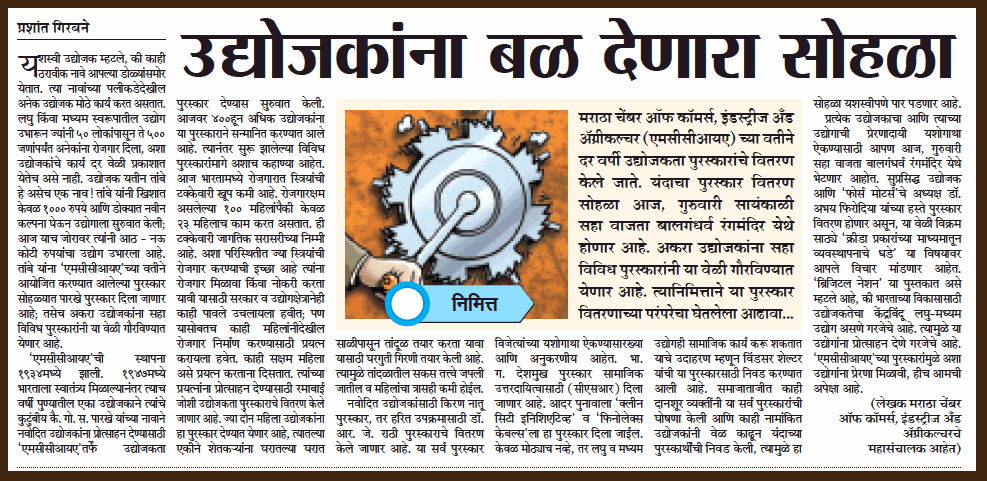 प्रशांत गिरबने
उद्योजकांना बळ देणारा सोहळा
यशस्वी उद्योजक म्हटले, की काही
ठरावीक नावे आपल्या डोळ्यांसमोर
येतात. त्या नावांच्या पलीकडेदेखील
अनेक उद्योजक मोठे कार्य करत असतात.
लघु किंवा मध्यम स्वरूपातील उद्योग
उभारून ज्यांनी ५० लोकांपासून ते ५००
जणांपर्यंत अनेकांना रोजगार दिला, अशा
उद्योजकांचे कार्य दर वेळी प्रकाशात
येतेच असे नाही. उद्योजक यतीन तांबे
हे असेच एक नाव! तांबे यांनी खिशात
केवळ १००० रुपये आणि डोक्यात नवीन
कल्पना घेऊन उद्योगाला सुरुवात केली;
आज याच जोरावर त्यांनी आठ - नऊ
कोटी रुपयांचा उद्योग उभारला आहे.
तांबे यांना 'एमसीसीआयए'च्या वतीने
आयोजित करण्यात आलेल्या पुरस्कार
सोहळ्यात पारखे पुरस्कार दिला जाणार
आहे; तसेच अकरा उद्योजकांना सहा
विविध पुरस्कारांनी या वेळी गौरविण्यात
येणार आहे.
'एमसीसीआयए'ची स्थापना
१९३४मध्ये झाली. १९४७मध्ये
भारताला स्वातंत्र्य मिळाल्यानंतर त्याच
वर्षी पुण्यातील एका उद्योजकाने त्यांचे
कुटुंबीय कै. गो. स. पारखे यांच्या नावाने
नवोदित उद्योजकांना प्रोत्साहन देण्यासाठी
'एमसीसीआयए'तर्फे उद्योजकता
पुरस्कार देण्यास सुरुवात केली.
आजवर ४००हून अधिक उद्योजकांना
या पुरस्काराने सन्मानित करण्यात आले
आहे. त्यानंतर सुरू झालेल्या विविध
पुरस्कारांमागे अशाच कहाण्या आहेत.
आज भारतामध्ये रोजगारात स्त्रियांची
टक्केवारी खूप कमी आहे. रोजगारक्षम
असलेल्या १०० महिलांपैकी केवळ
२३ महिलाच काम करत असतात. ही
टक्केवारी जागतिक सरासरीच्या निम्मी
आहे. अशा परिस्थितीत ज्या स्त्रियांची
रोजगार करण्याची इच्छा आहे त्यांना
रोजगार मिळावा किंवा नोकरी करता
यावी यासाठी सरकार व उद्योगक्षेत्रानेही
काही पावले उचलायला हवीत; पण
यासोबतच काही महिलांनीदेखील
रोजगार निर्माण करण्यासाठी प्रयत्न
करायला हवेत. काही सक्षम महिला
असे प्रयत्न करताना दिसतात. त्यांच्या
प्रयत्नांना प्रोत्साहन देण्यासाठी रमाबाई
जोशी उद्योजकता पुरस्काराचे वितरण केले
जाणार आहे. ज्या दोन महिला उद्योजकांना
हा पुरस्कार देण्यात येणार आहे, त्यातल्या
एकीने शेतकऱ्यांना घरातल्या घरात
निमित्त
मराठा चेंबर ऑफ कॉमर्स, इंडस्ट्रीज अँड
अ‍ॅग्रीकल्चर (एमसीसीआयए) च्या वतीने
दर वर्षी उद्योजकता पुरस्कारांचे वितरण
केले जाते. यंदाचा पुरस्कार वितरण
सोहळा आज, गुरुवारी सायंकाळी
सहा वाजता बालगंधर्व रंगमंदिर येथे
होणार आहे. अकरा उद्योजकांना सहा
विविध पुरस्कारांनी या वेळी गौरविण्यात
येणार आहे. त्यानिमित्ताने या पुरस्कार
वितरणाच्या परंपरेचा घेतलेला आढावा...
साळीपासून तांदूळ तयार करता यावा
यासाठी घरगुती गिरणी तयार केली आहे.
त्यामुळे तांदळातील सकस तत्त्वे जपली
जातील व महिलांचा त्रासही कमी होईल.
नवोदित उद्योजकांसाठी किरण नातू
पुरस्कार, तर हरित उपक्रमासाठी डॉ.
आर. जे. राठी पुरस्काराचे वितरण
केले जाणार आहे. या सर्व पुरस्कार
विजेत्यांच्या यशोगाथा ऐकण्यासारख्या
आणि अनुकरणीय आहेत. भा.
ग. देशमुख पुरस्कार सामाजिक
उत्तरदायित्वासाठी (सीएसआर) दिला
जाणार आहे. आदर पुनावाला 'क्लीन
सिटी इनिशिएटिव्ह' व 'फिनोलेक्स
केबल्स'ला हा पुरस्कार दिला जाईल.
केवळ मोठ्याच नव्हे, तर लघु व मध्यम
उद्योगही सामाजिक कार्य करू शकतात
याचे उदाहरण म्हणून विंडसर शेल्टर
यांची या पुरस्कारसाठी निवड करण्यात
आली आहे. समाजाताजीत काही
दानशूर व्यक्तींनी या सर्व पुरस्कारांची
घोषणा केली आणि काही नामांकित
उद्योजकांनी वेळ काढून यंदाच्या
पुरस्कार्थींची निवड केली, त्यामुळे हा
सोहळा यशस्वीपणे पार पडणार आहे.
प्रत्येक उद्योजकाचा आणि त्याच्या
उद्योगाची प्रेरणादायी यशोगाथा
ऐकण्यासाठी आपण आज, गुरुवारी
सहा वाजता बालगंधर्व रंगमंदिर येथे
भेटणार आहोत. सुप्रसिद्ध उद्योजक
आणि 'फोर्स मोटर्स'चे अध्यक्ष डॉ.
अभय फिरोदिया यांच्या हस्ते पुरस्कार
वितरण होणार असून, या वेळी विक्रम
साठ्ये 'क्रीडा प्रकारांच्या माध्यमातून
व्यवस्थापनाचे धडे' या विषयावर
आपले विचार मांडणार आहेत.
'ब्रिजिटल नेशन' या पुस्तकात असे
म्हटले आहे, की भारताच्या विकासासाठी
उद्योजकतेचा केंद्रबिंदू लघु-मध्यम
उद्योग असणे गरजेचे आहे. त्यामुळे या
उद्योगांना प्रोत्साहन देणे गरजेचे आहे.
'एमसीसीआयए'च्या पुरस्कारांमुळे अशा
उद्योगांना प्रेरणा मिळावी, हीच आमची
अपेक्षा आहे.
(लेखक मराठा चेंबर
ऑफ कॉमर्स, इंडस्ट्रीज अँड
अ‍ॅग्रीकल्चरचे
महासंचालक आहेत)